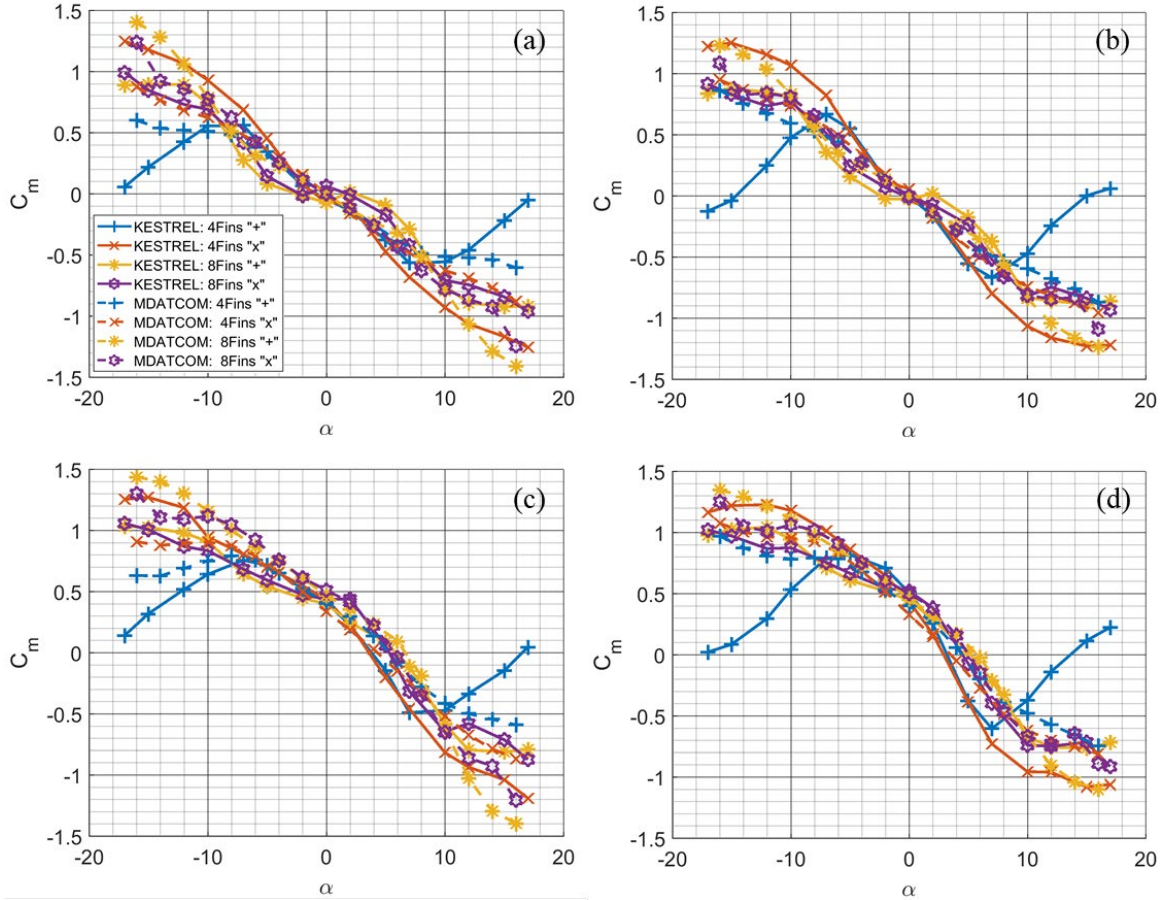 1.5
(a)
1
0.5
0
-0.5
-1
-1.5
C_m
KESTREL: 4Fins "+"
KESTREL: 4Fins "x"
KESTREL: 8Fins "+"
KESTREL: 8Fins "x"
MDATCOM: 4Fins "+"
MDATCOM: 4Fins "x"
MDATCOM: 8Fins "+"
MDATCOM: 8Fins "x"
-20 -10 0 10 20
α
1.5
(b)
1
0.5
0
-0.5
-1
-1.5
C_m
-20 -10 0 10 20
α
1.5
(c)
1
0.5
0
-0.5
-1
-1.5
C_m
-20 -10 0 10 20
α
1.5
(d)
1
0.5
0
-0.5
-1
-1.5
C_m
-20 -10 0 10 20
α